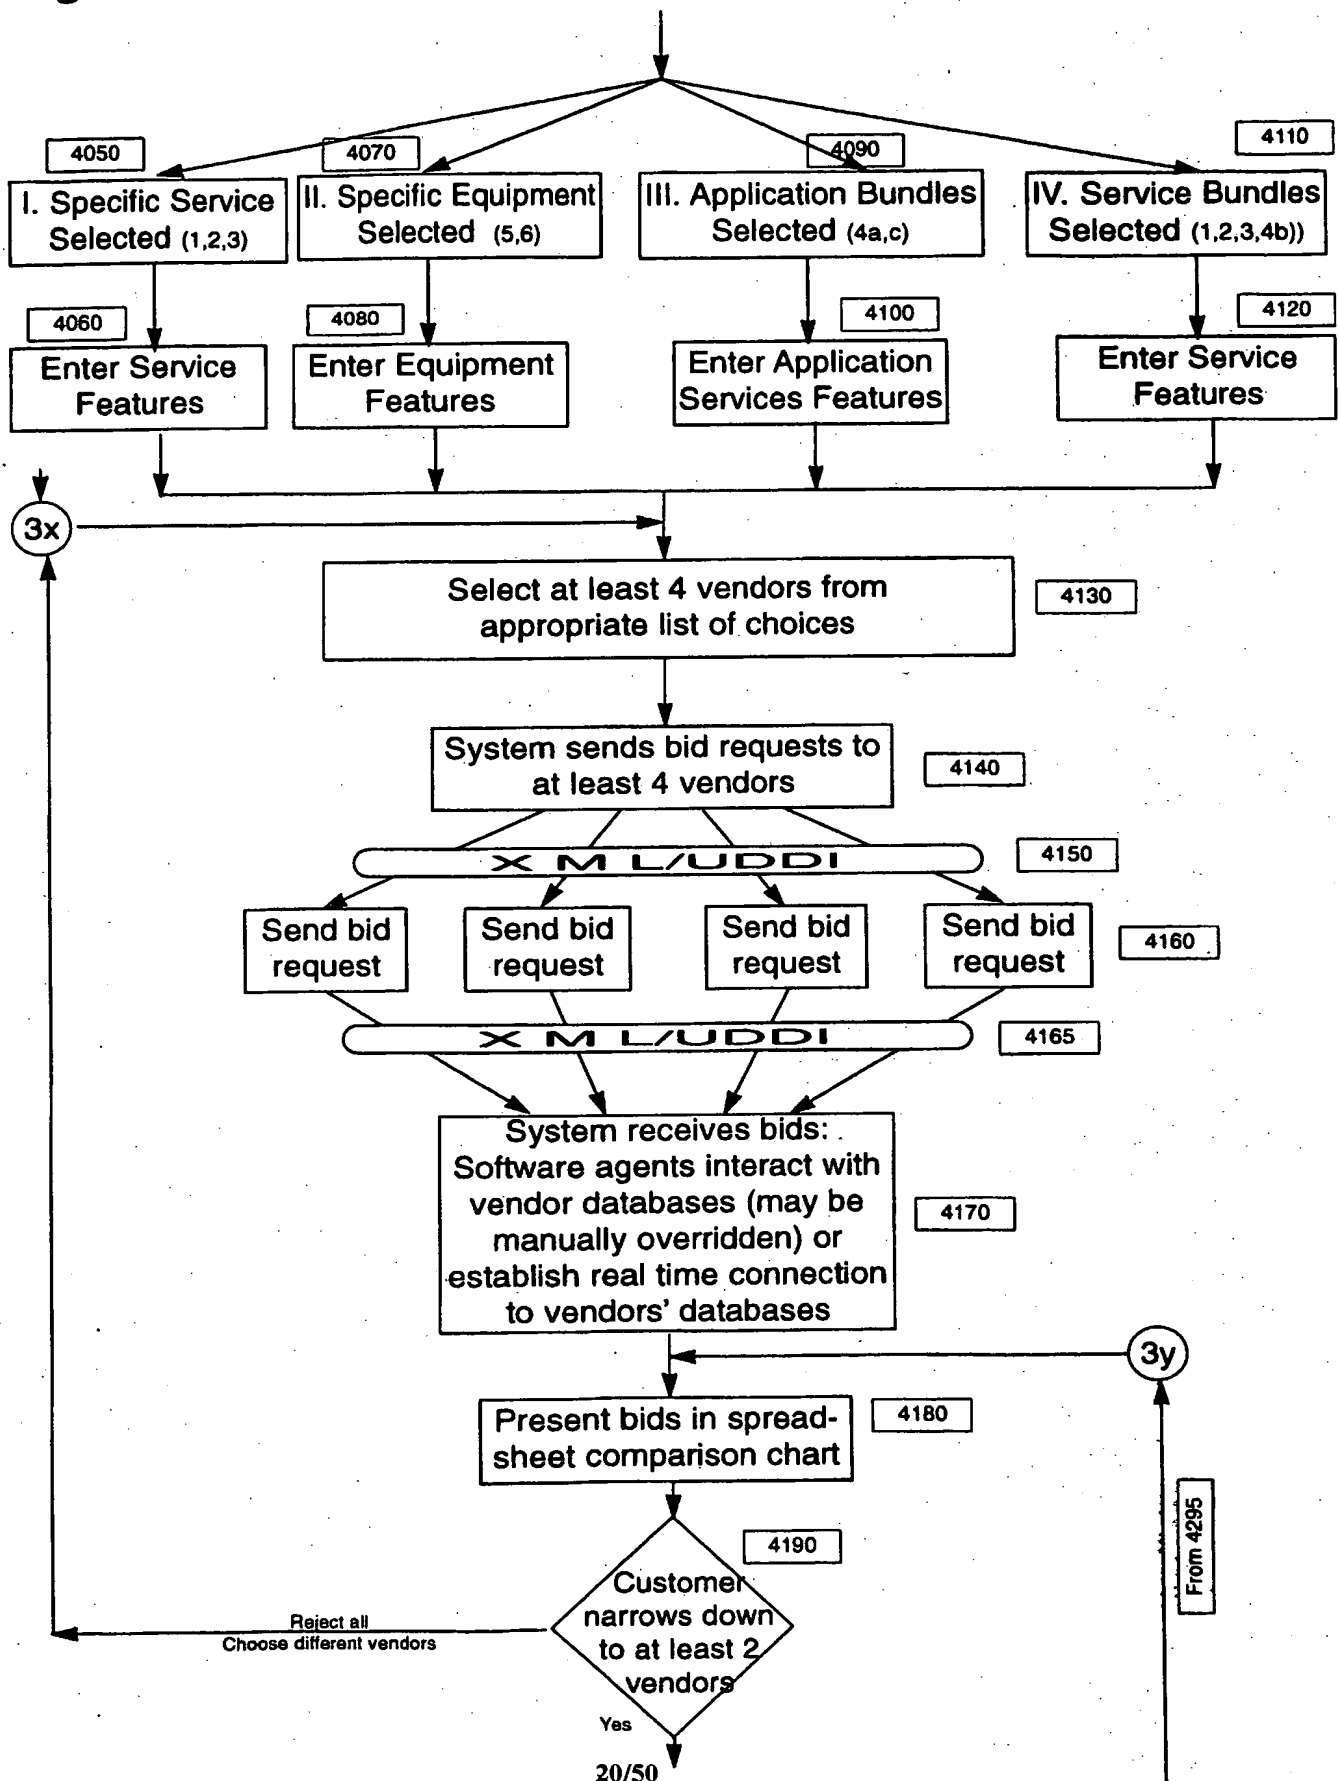 4050
4070
4090
4110
I. Specific Service
Selected (1,2,3)
II. Specific Equipment
Selected (5,6)
III. Application Bundles
Selected (4a,c)
IV. Service Bundles
Selected (1,2,3,4b))
4060
4080
4100
4120
Enter Service
Features
Enter Equipment
Features
Enter Application
Services Features
Enter Service
Features
3x
Select at least 4 vendors from
appropriate list of choices
4130
System sends bid requests to
at least 4 vendors
4140
X M L/UDDI
4150
Send bid
request
Send bid
request
Send bid
request
Send bid
request
4160
X M L/UDDI
4165
System receives bids:
Software agents interact with
vendor databases (may be
manually overridden) or
establish real time connection
to vendors' databases
4170
3y
Present bids in spread-
sheet comparison chart
4180
4190
Customer
narrows down
to at least 2
vendors
From 4295
Reject all
Choose different vendors
Yes
20/50